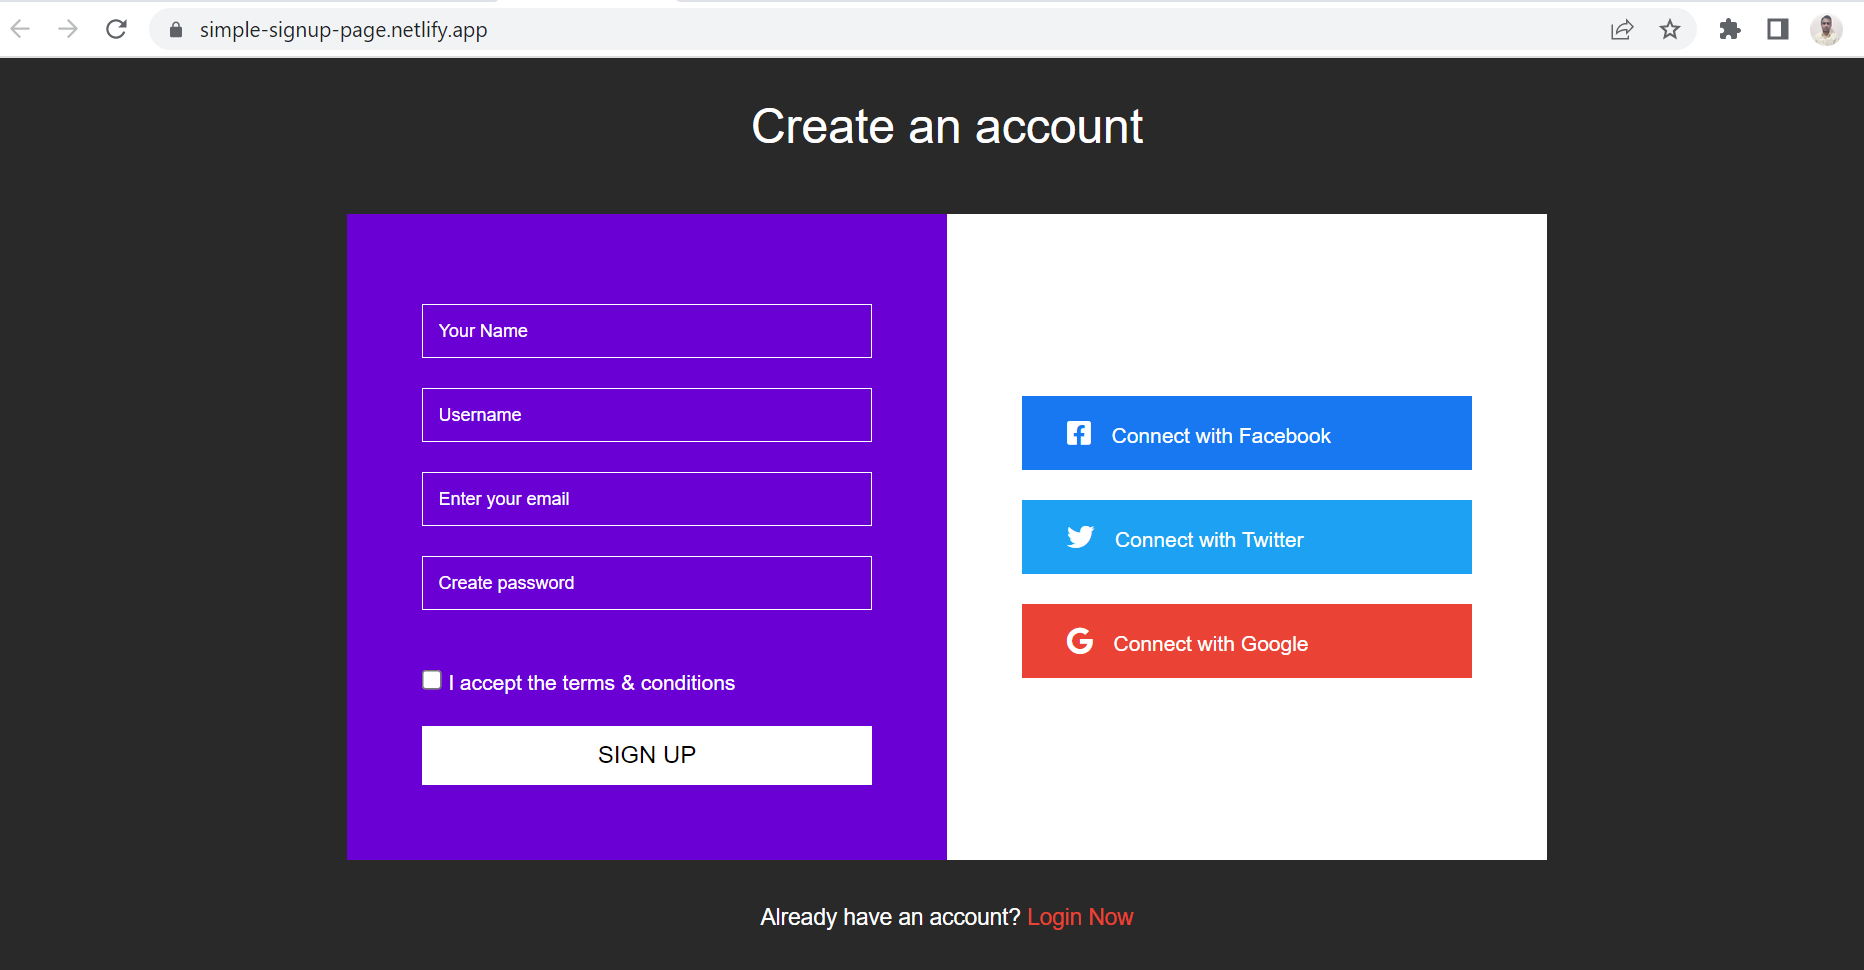 simple-signup-page.netlify.app
Create an account
Your Name
Username
Enter your email
Create password
I accept the terms & conditions
SIGN UP
Connect with Facebook
Connect with Twitter
Connect with Google
Already have an account? Login Now